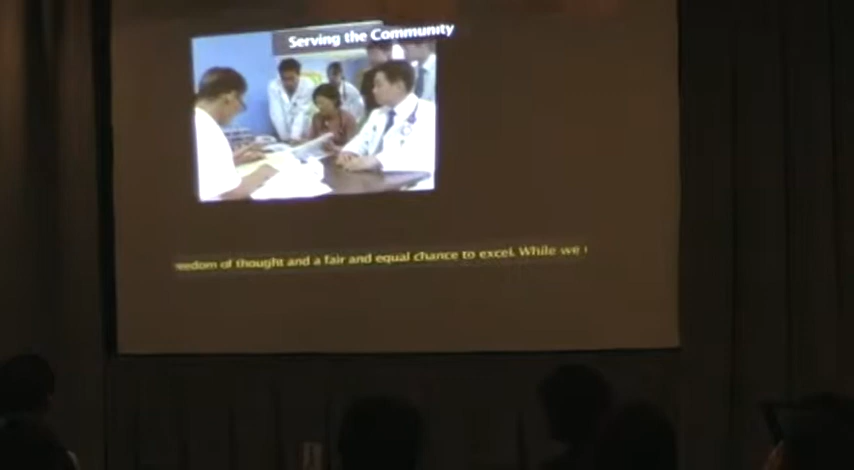 Serving the Community
eedom of thought and a fair and equal chance to excel. While we